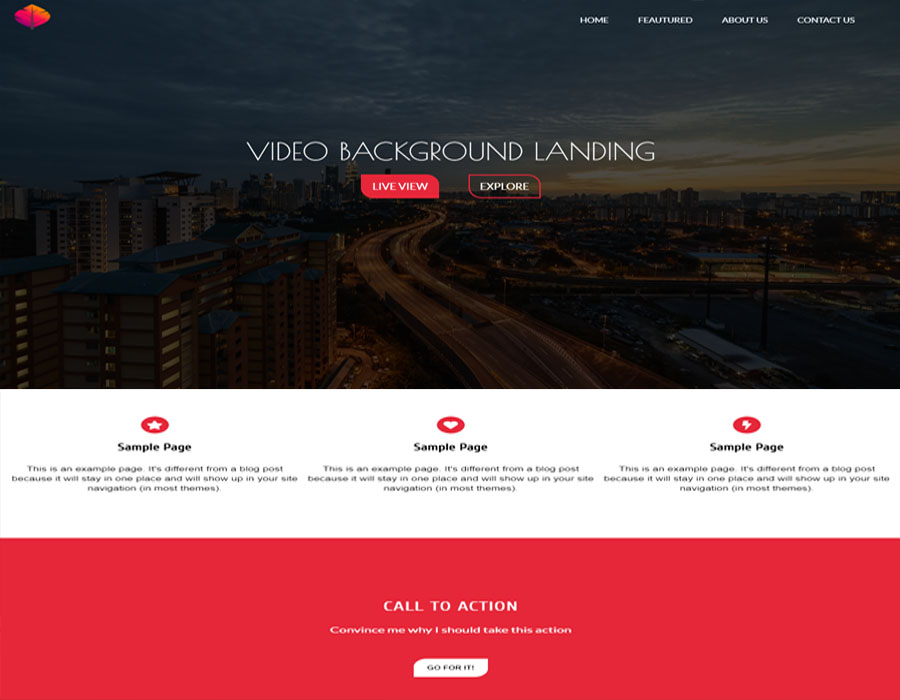 HOME FEAUTURED ABOUT US CONTACT US
VIDEO BACKGROUND LANDING
LIVE VIEW EXPLORE
Sample Page
This is an example page. It's different from a blog post
because it will stay in one place and will show up in your site
navigation (in most themes).
Sample Page
This is an example page. It's different from a blog post
because it will stay in one place and will show up in your site
navigation (in most themes).
Sample Page
This is an example page. It's different from a blog post
because it will stay in one place and will show up in your site
navigation (in most themes).
CALL TO ACTION
Convince me why I should take this action
GO FOR IT!